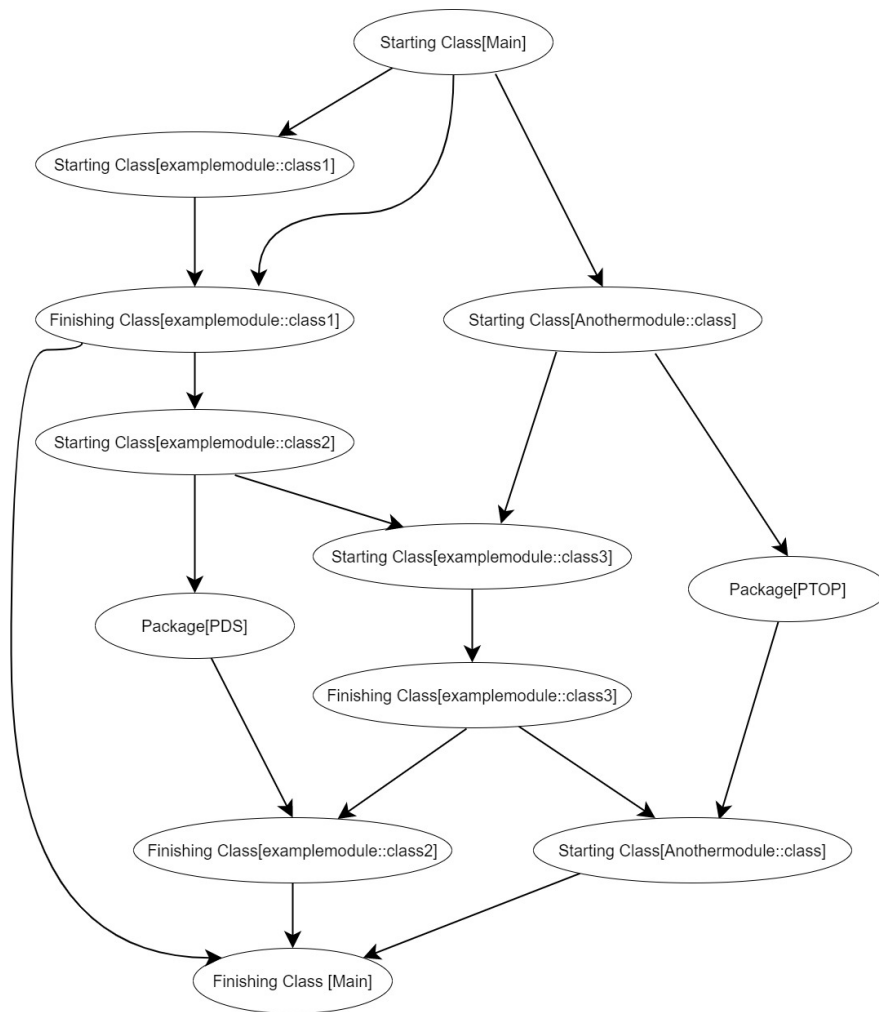 Starting Class[Main]
Starting Class[examplemodule::class1]
Finishing Class[examplemodule::class1]
Starting Class[Anothermodule::class]
Starting Class[examplemodule::class2]
Starting Class[examplemodule::class3]
Package[PTOP]
Package[PDS]
Finishing Class[examplemodule::class3]
Finishing Class[examplemodule::class2]
Starting Class[Anothermodule::class]
Finishing Class [Main]